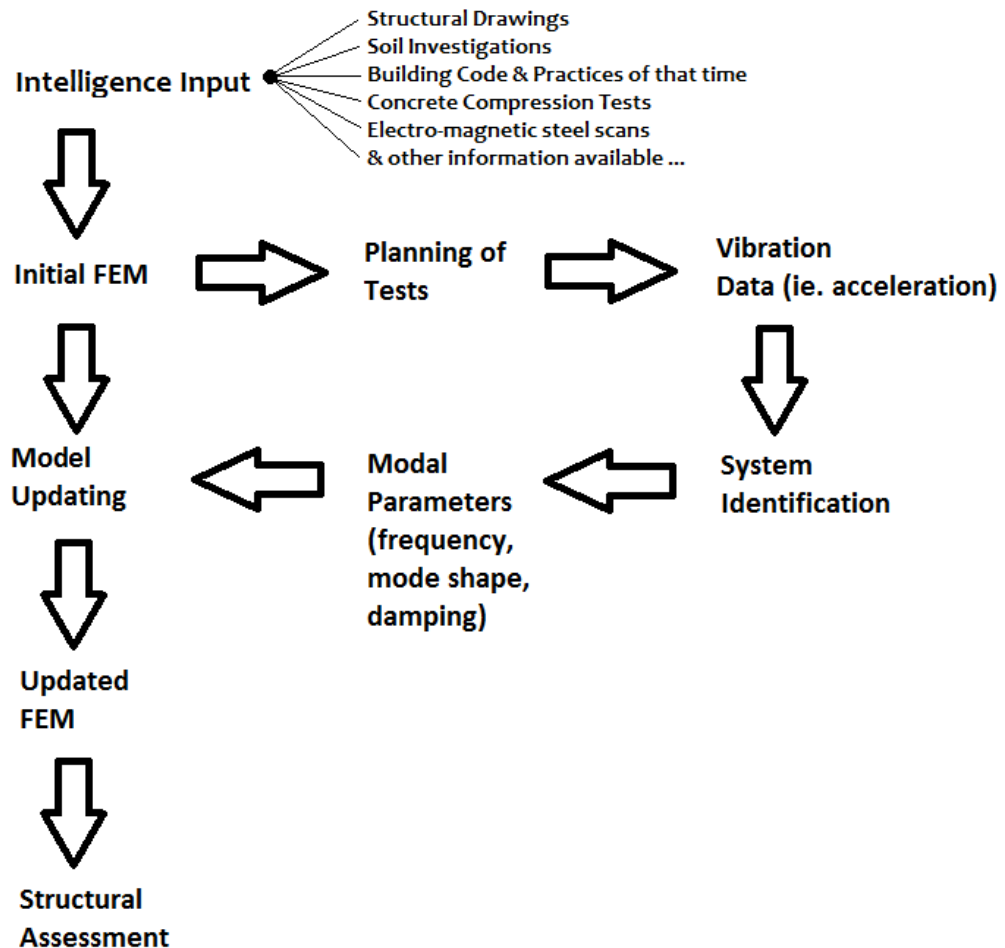 Structural Drawings
Soil Investigations
Intelligence Input
Building Code & Practices of that time
Concrete Compression Tests
Electro-magnetic steel scans
& other information available ...
Initial FEM
Planning of
Tests
Vibration
Data (ie. acceleration)
Model
Updating
Modal
Parameters
(frequency,
mode shape,
damping)
System
Identification
Updated
FEM
Structural
Assessment